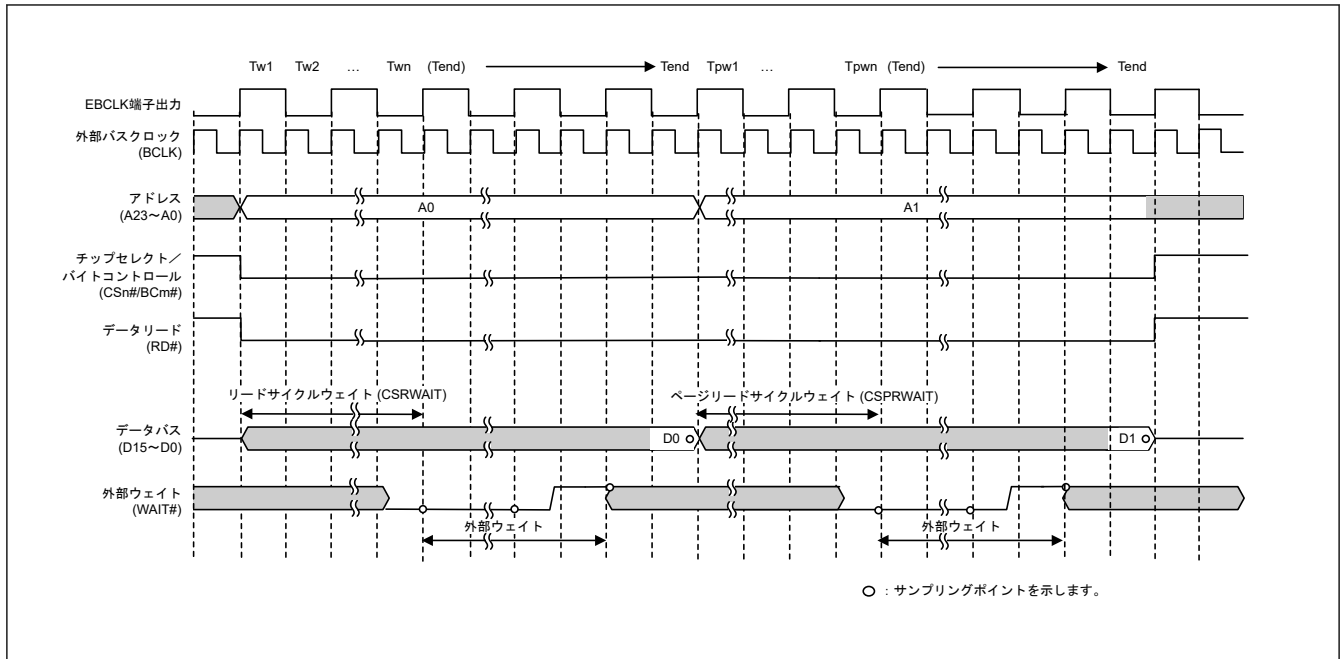 Tw1 Tw2 … Twn (Tend) Tend Tpw1 … Tpwn (Tend) Tend
EBCLK端子出力
外部バスクロック
(BCLK)
アドレス
(A23～A0)
A0 A1
チップセレクト／
バイトコントロール
(CSn#/BCm#)
データリード
(RD#)
リードサイクルウェイト (CSRWAIT) ページリードサイクルウェイト (CSPRWAIT)
データバス
(D15～D0)
D0 D1
外部ウェイト
(WAIT#)
外部ウェイト 外部ウェイト
：サンプリングポイントを示します。